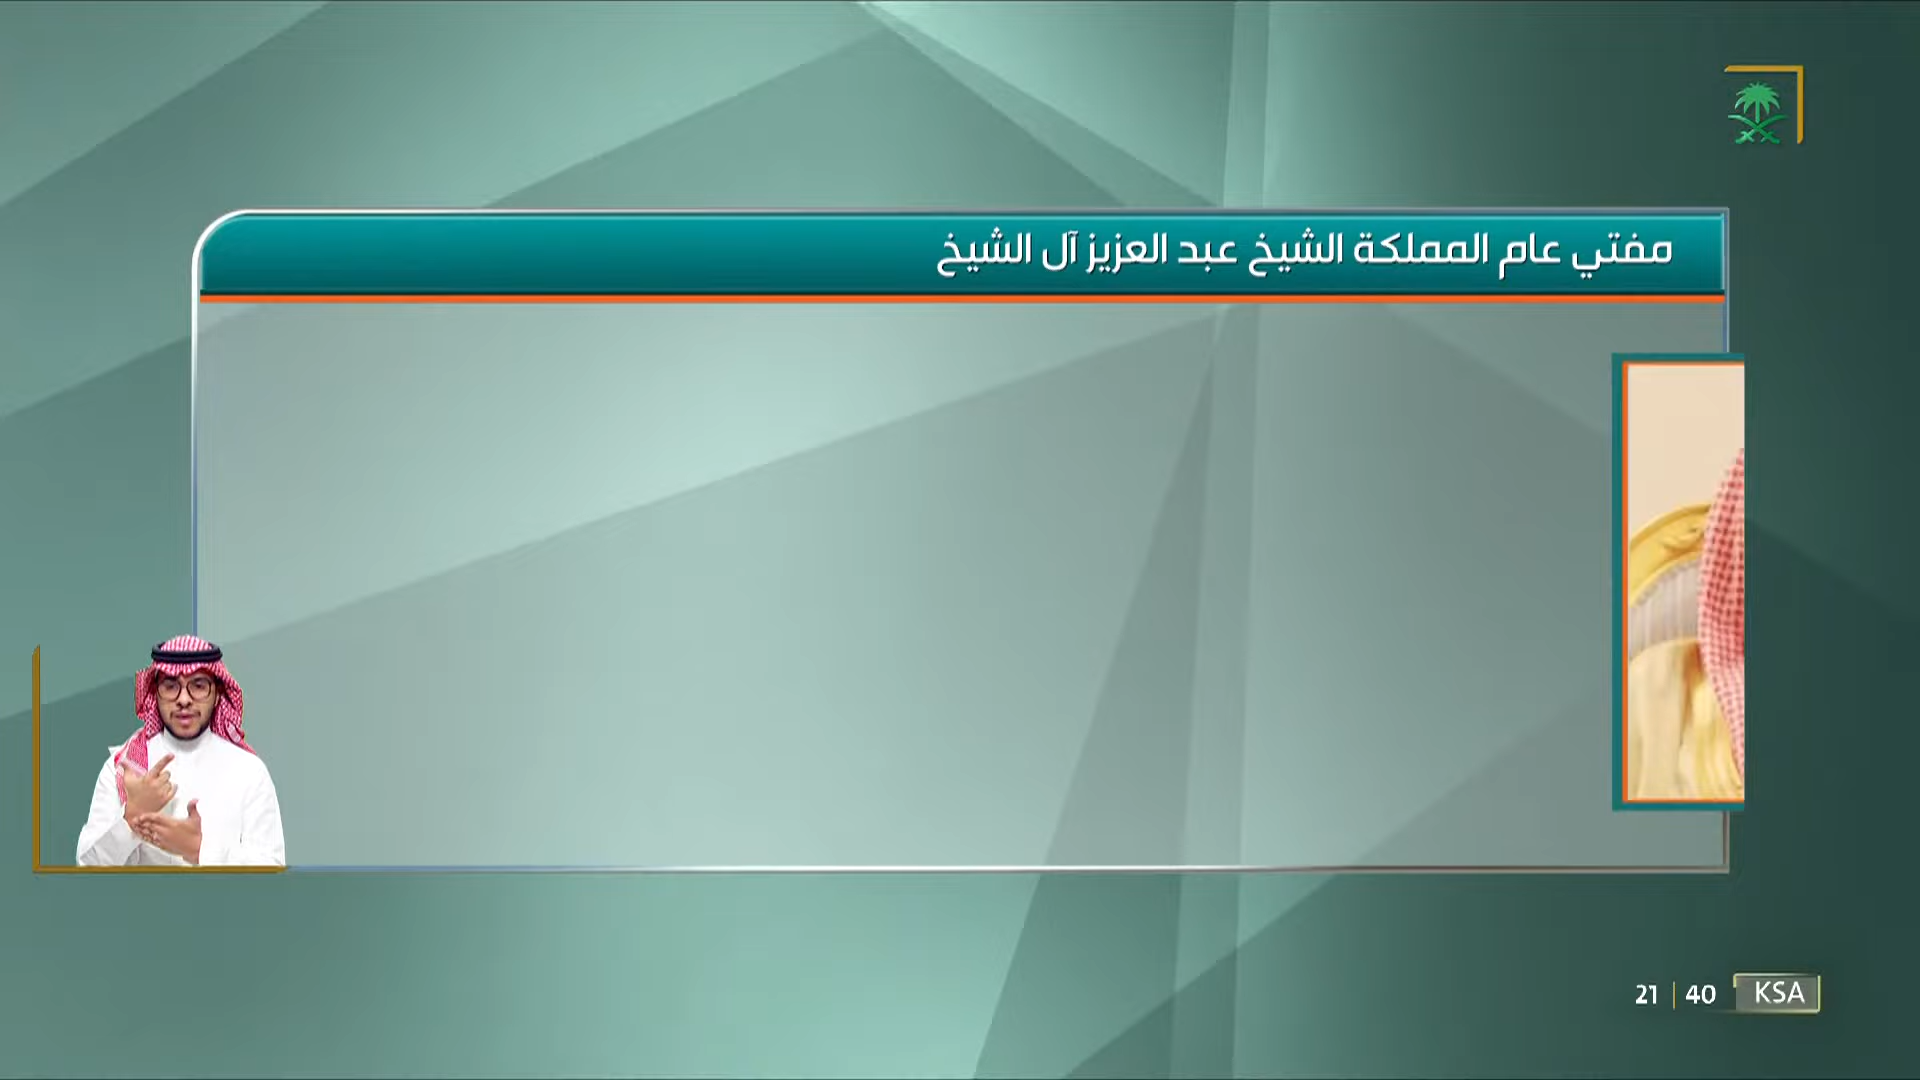 مفتي عام المملكة الشيخ عبد العزيز آل الشيخ
21 | 40 KSA